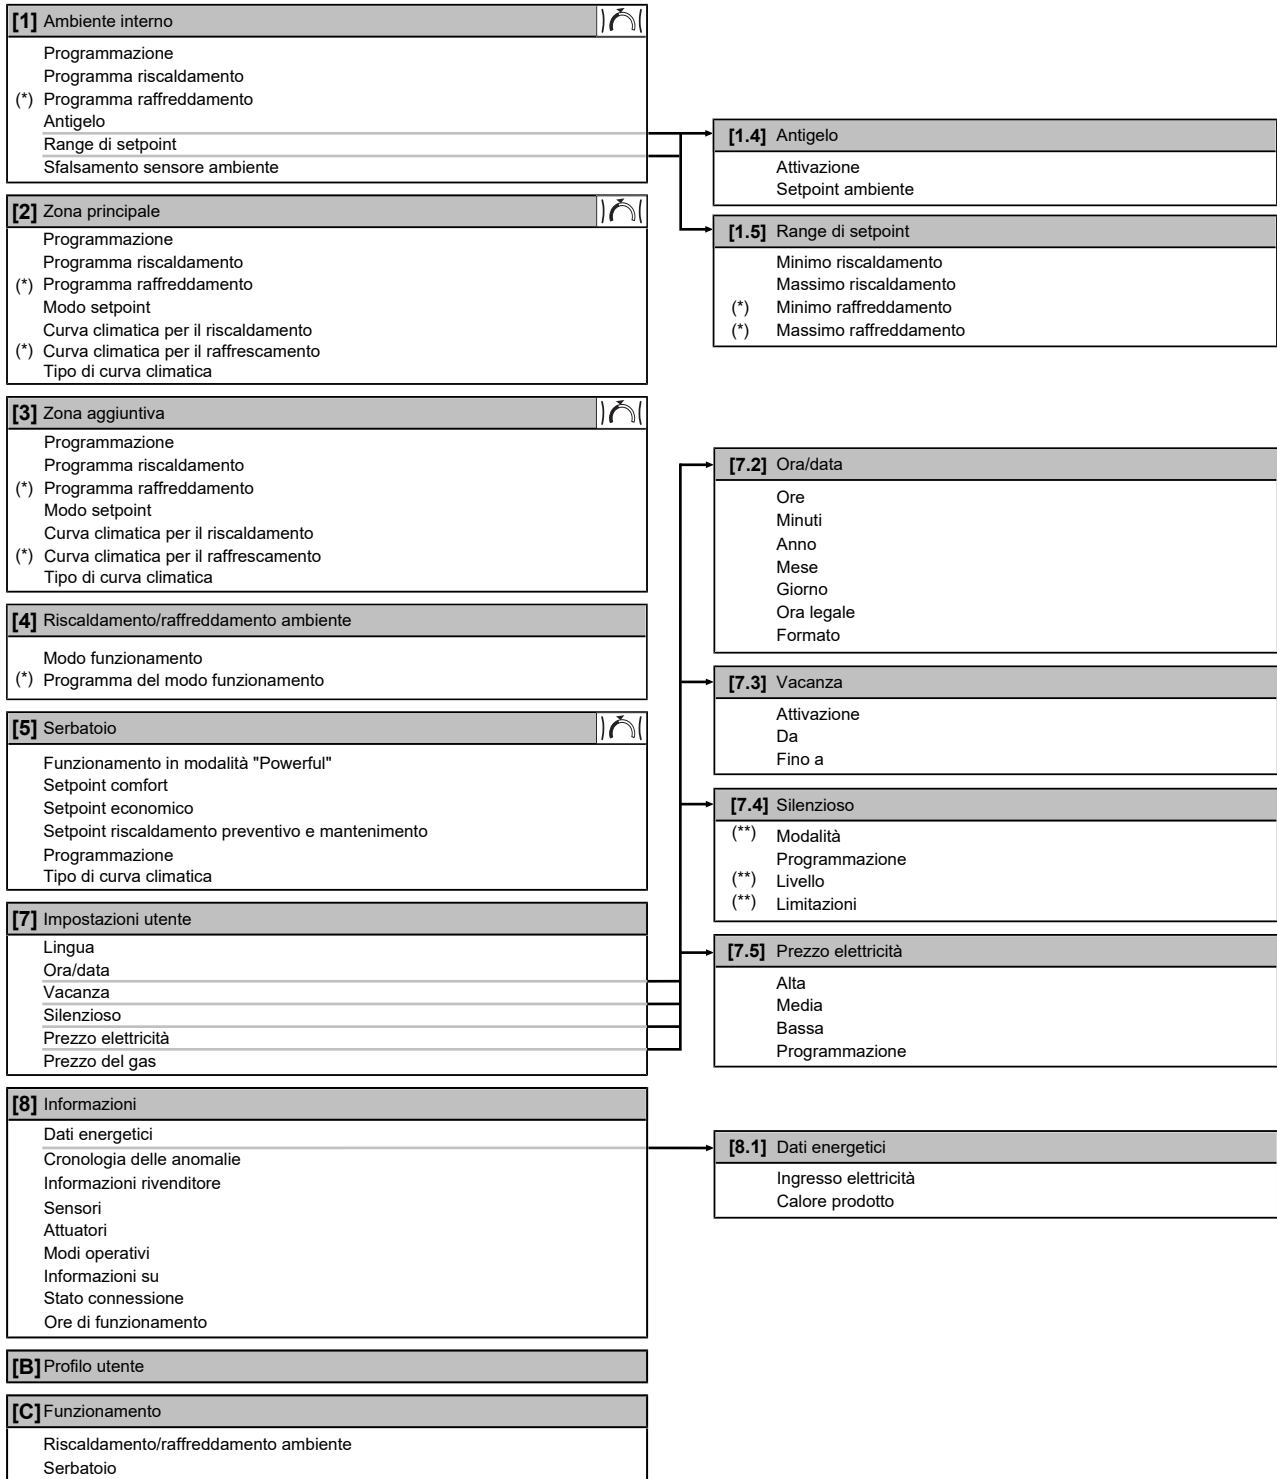 [1] Ambiente interno
Programmazione
Programma riscaldamento
(*) Programma raffreddamento
Antigelo
Range di setpoint
Sfalsamento sensore ambiente
[2] Zona principale
Programmazione
Programma riscaldamento
(*) Programma raffreddamento
Modo setpoint
Curva climatica per il riscaldamento
(*) Curva climatica per il raffrescamento
Tipo di curva climatica
[3] Zona aggiuntiva
Programmazione
Programma riscaldamento
(*) Programma raffreddamento
Modo setpoint
Curva climatica per il riscaldamento
(*) Curva climatica per il raffrescamento
Tipo di curva climatica
[4] Riscaldamento/raffreddamento ambiente
Modo funzionamento
(*) Programma del modo funzionamento
[5] Serbatoio
Funzionamento in modalità "Powerful"
Setpoint comfort
Setpoint economico
Setpoint riscaldamento preventivo e mantenimento
Programmazione
Tipo di curva climatica
[7] Impostazioni utente
Lingua
Ora/data
Vacanza
Silenzioso
Prezzo elettricità
Prezzo del gas
[8] Informazioni
Dati energetici
Cronologia delle anomalie
Informazioni rivenditore
Sensori
Attuatori
Modi operativi
Informazioni su
Stato connessione
Ore di funzionamento
[B] Profilo utente
[C] Funzionamento
Riscaldamento/raffreddamento ambiente
Serbatoio
[1.4] Antigelo
Attivazione
Setpoint ambiente
[1.5] Range di setpoint
Minimo riscaldamento
Massimo riscaldamento
(*) Minimo raffreddamento
(*) Massimo raffreddamento
[7.2] Ora/data
Ore
Minuti
Anno
Mese
Giorno
Ora legale
Formato
[7.3] Vacanza
Attivazione
Da
Fino a
[7.4] Silenzioso
(**) Modalità
Programmazione
(**) Livello
(**) Limitazioni
[7.5] Prezzo elettricità
Alta
Media
Bassa
Programmazione
[8.1] Dati energetici
Ingresso elettricità
Calore prodotto